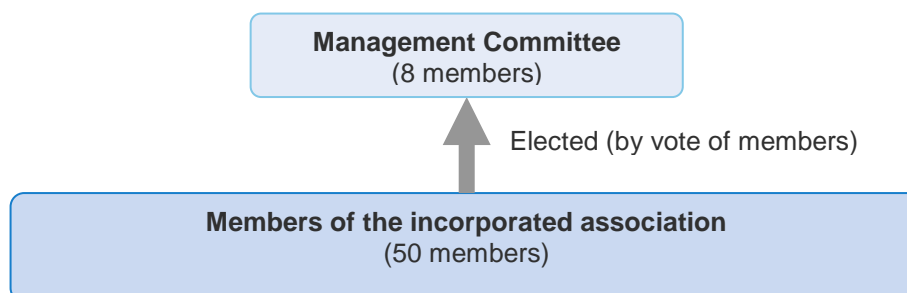 Management Committee
(8 members)
Elected (by vote of members)
Members of the incorporated association
(50 members)